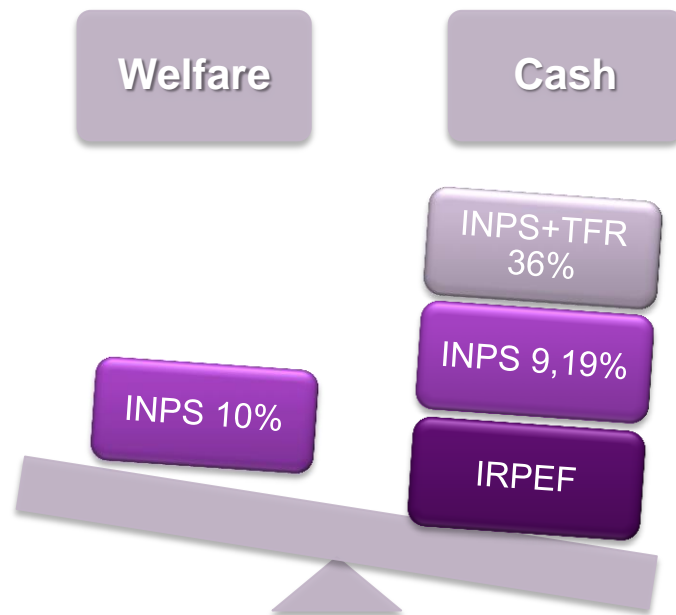 Welfare
Cash
INPS+TFR
36%
INPS 9,19%
INPS 10%
IRPEF